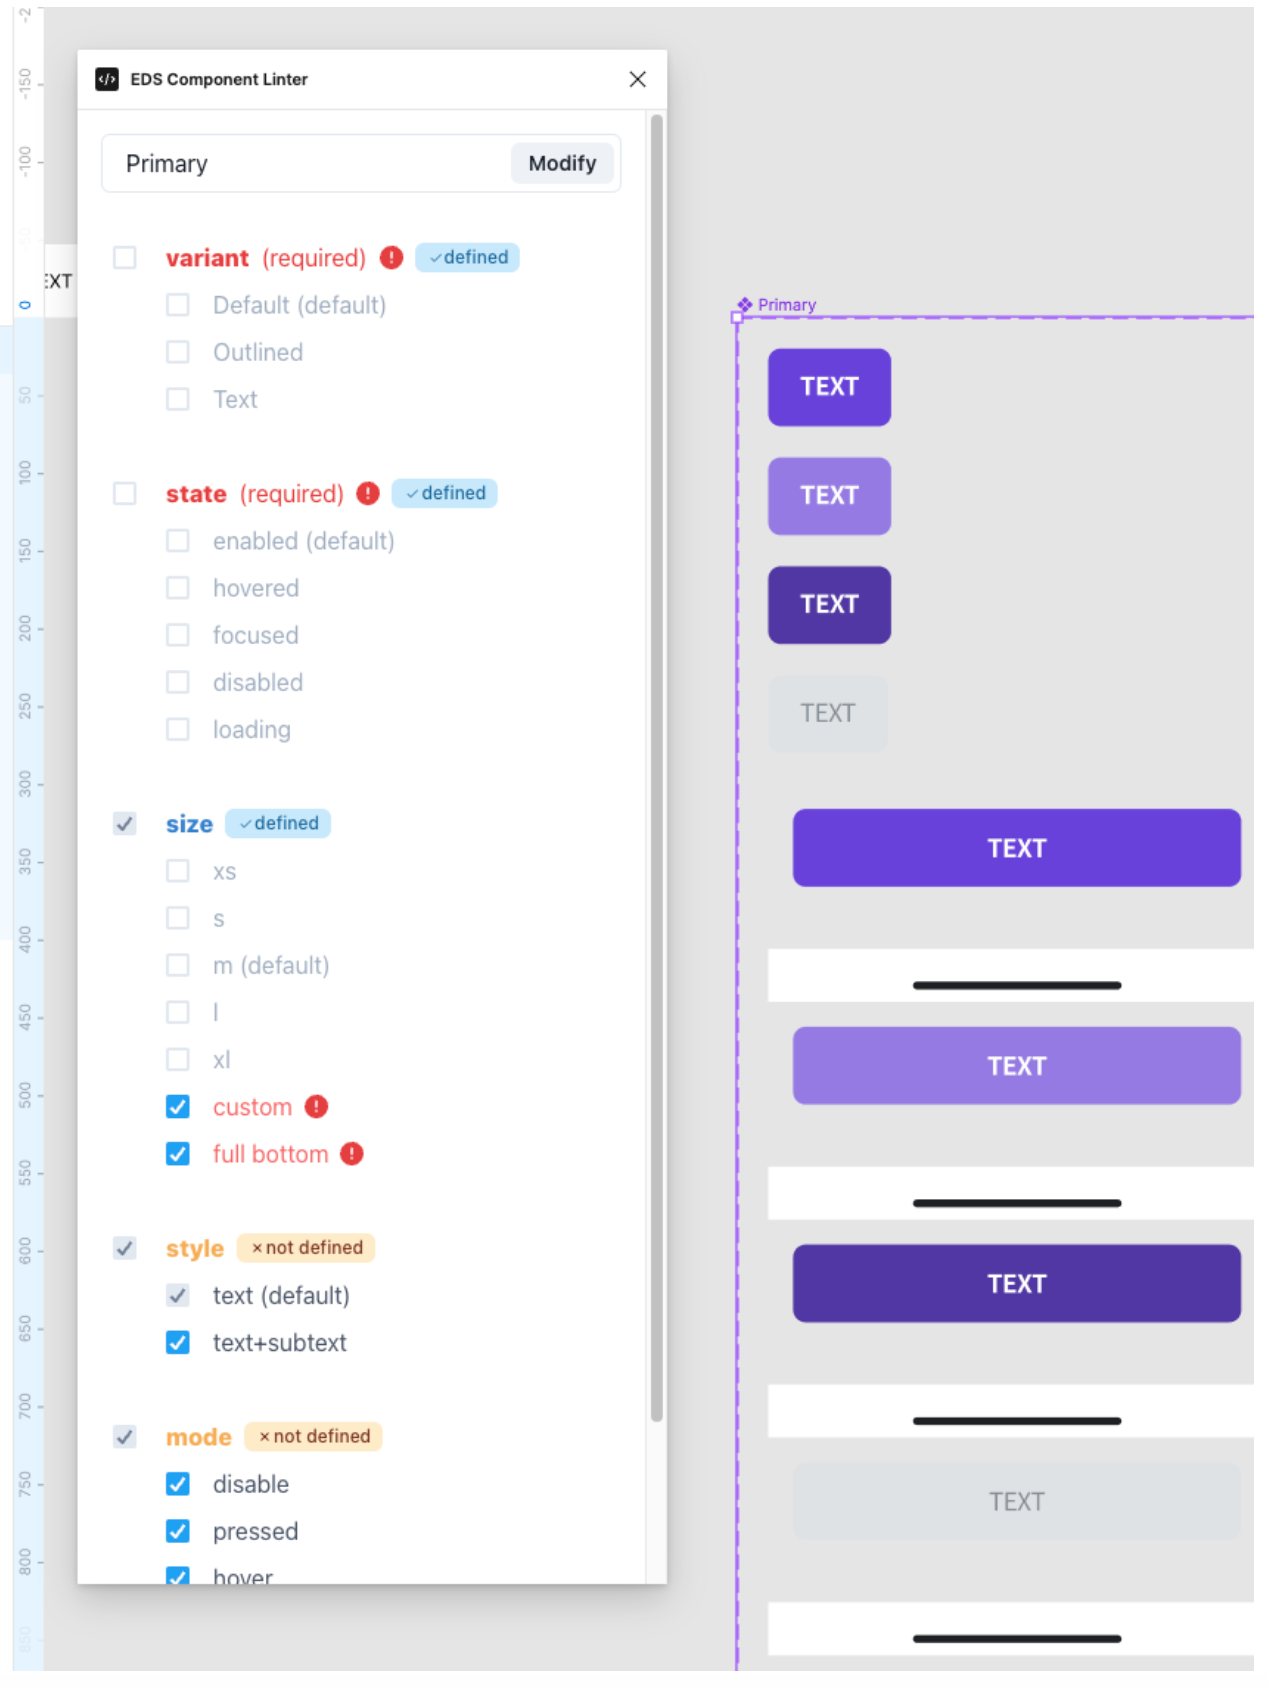 EDS Component Linter
Primary
Modify
variant (required) ! ✓defined
Default (default)
Outlined
Text
state (required) ! ✓defined
enabled (default)
hovered
focused
disabled
loading
size ✓defined
xs
s
m (default)
l
xl
custom !
full bottom !
style ×not defined
text (default)
text+subtext
mode ×not defined
disable
pressed
hover
-2
-150
-100
-50
0
50
100
150
200
250
300
350
400
450
500
550
600
650
700
750
800
850
EXT
Primary
TEXT
TEXT
TEXT
TEXT
TEXT
TEXT
TEXT
TEXT